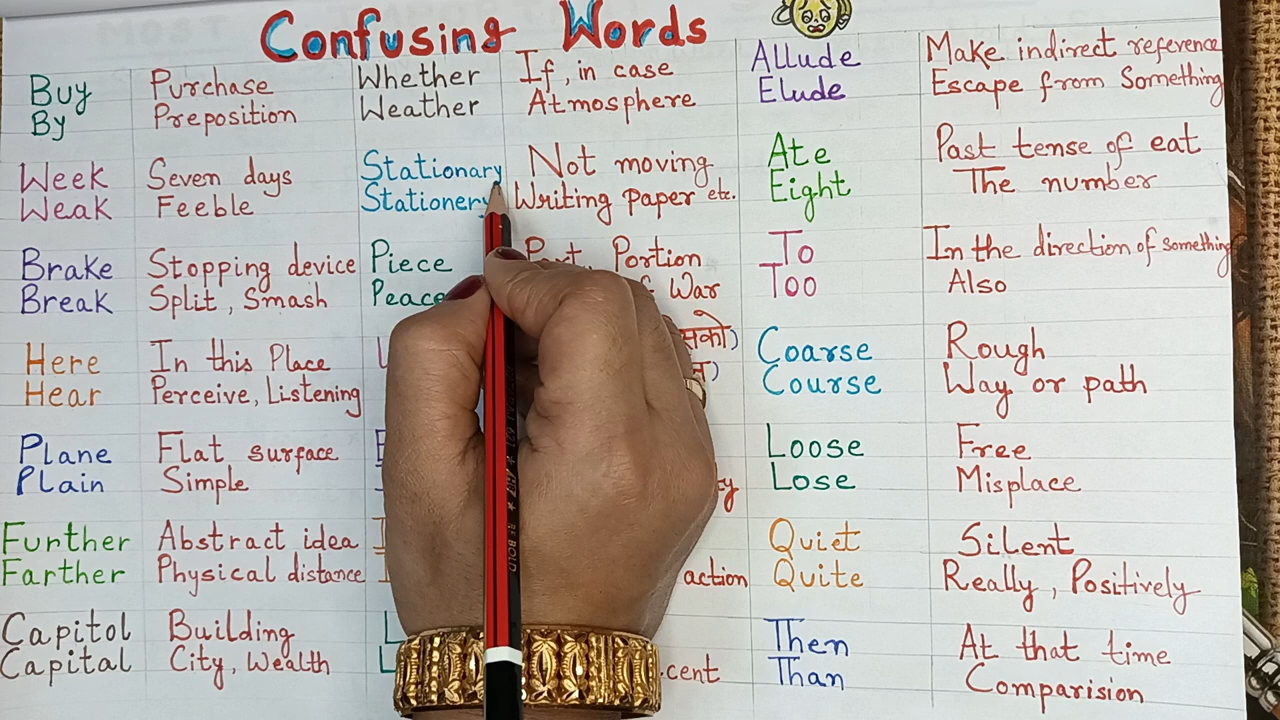 Confusing Words
Buy Purchase
By Preposition
Week Seven days
Weak Feeble
Brake Stopping device
Break Split, Smash
Here In this Place
Hear Perceive, Listening
Plane Flat surface
Plain Simple
Further Abstract idea
Farther Physical distance
Capitol Building
Capital City, Wealth
Whether If, in case
Weather Atmosphere
Stationary Not moving
Stationery Writing paper etc.
Piece Part, Portion
Peace War
action
Allude Make indirect reference
Elude Escape from Something
Ate Past tense of eat
Eight The number
To In the direction of something
Too Also
Coarse Rough
Course Way or path
Loose Free
Lose Misplace
Quiet Silent
Quite Really, Positively
Then At that time
Than Comparision